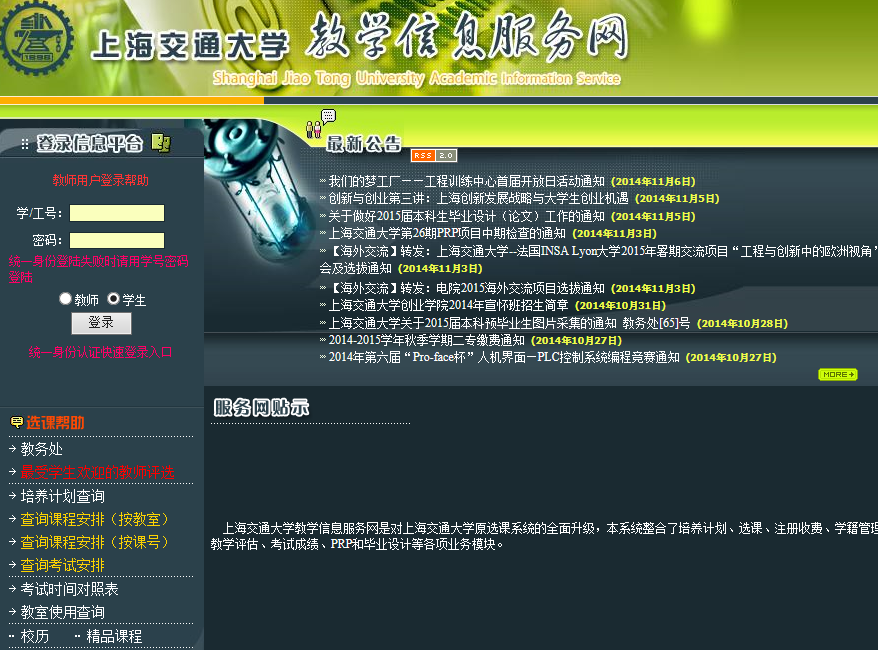 上海交通大学 教学信息服务网
Shanghai Jiao Tong University Academic Information Service
1896
登录信息平台
教师用户登录帮助
学/工号：
密码：
统一身份登陆失败时请用学号密码
登陆
教师 学生
登录
统一身份认证快速登录入口
选课帮助
教务处
最受学生欢迎的教师评选
培养计划查询
查询课程安排（按教室）
查询课程安排（按课号）
查询考试安排
考试时间对照表
教室使用查询
校历 精品课程
最新公告
RSS 2.0
我们的梦工厂－－工程训练中心首届开放日活动通知 (2014年11月6日)
创新与创业第三讲：上海创新发展战略与大学生创业机遇 (2014年11月5日)
关于做好2015届本科生毕业设计（论文）工作的通知 (2014年11月5日)
上海交通大学第26期PRP项目中期检查的通知 (2014年11月3日)
【海外交流】转发：上海交通大学--法国INSA Lyon大学2015年署期交流项目“工程与创新中的欧洲视角”
会及选拔通知 (2014年11月3日)
【海外交流】转发：电院2015海外交流项目选拔通知 (2014年11月3日)
上海交通大学创业学院2014年宣怀班招生简章 (2014年10月31日)
上海交通大学关于2015届本科预毕业生图片采集的通知 教务处[65]号 (2014年10月28日)
2014-2015学年秋季学期二专缴费通知 (2014年10月27日)
2014年第六届“Pro-face杯”人机界面－PLC控制系统编程竞赛通知 (2014年10月27日)
MORE
服务网贴示
上海交通大学教学信息服务网是对上海交通大学原选课系统的全面升级，本系统整合了培养计划、选课、注册收费、学籍管理
教学评估、考试成绩、PRP和毕业设计等各项业务模块。